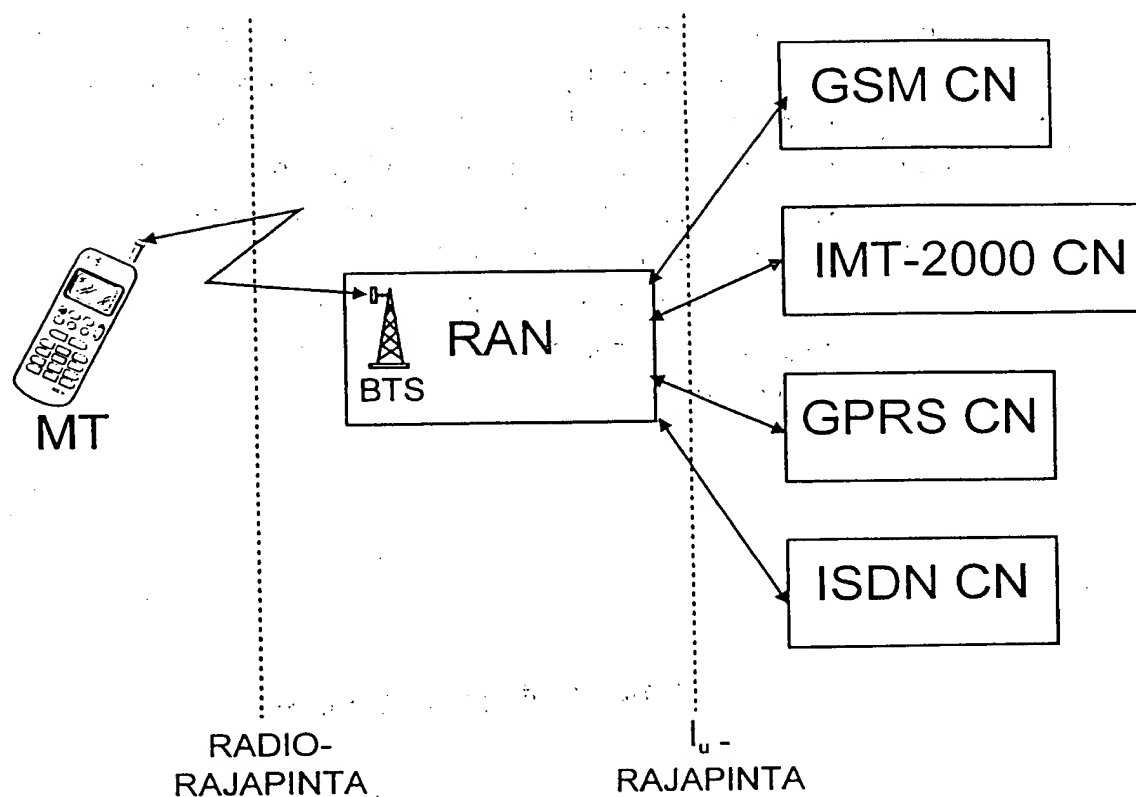 GSM CN
IMT-2000 CN
RAN
BTS
MT
GPRS CN
ISDN CN
RADIO-
RAJAPINTA
Iu -
RAJAPINTA